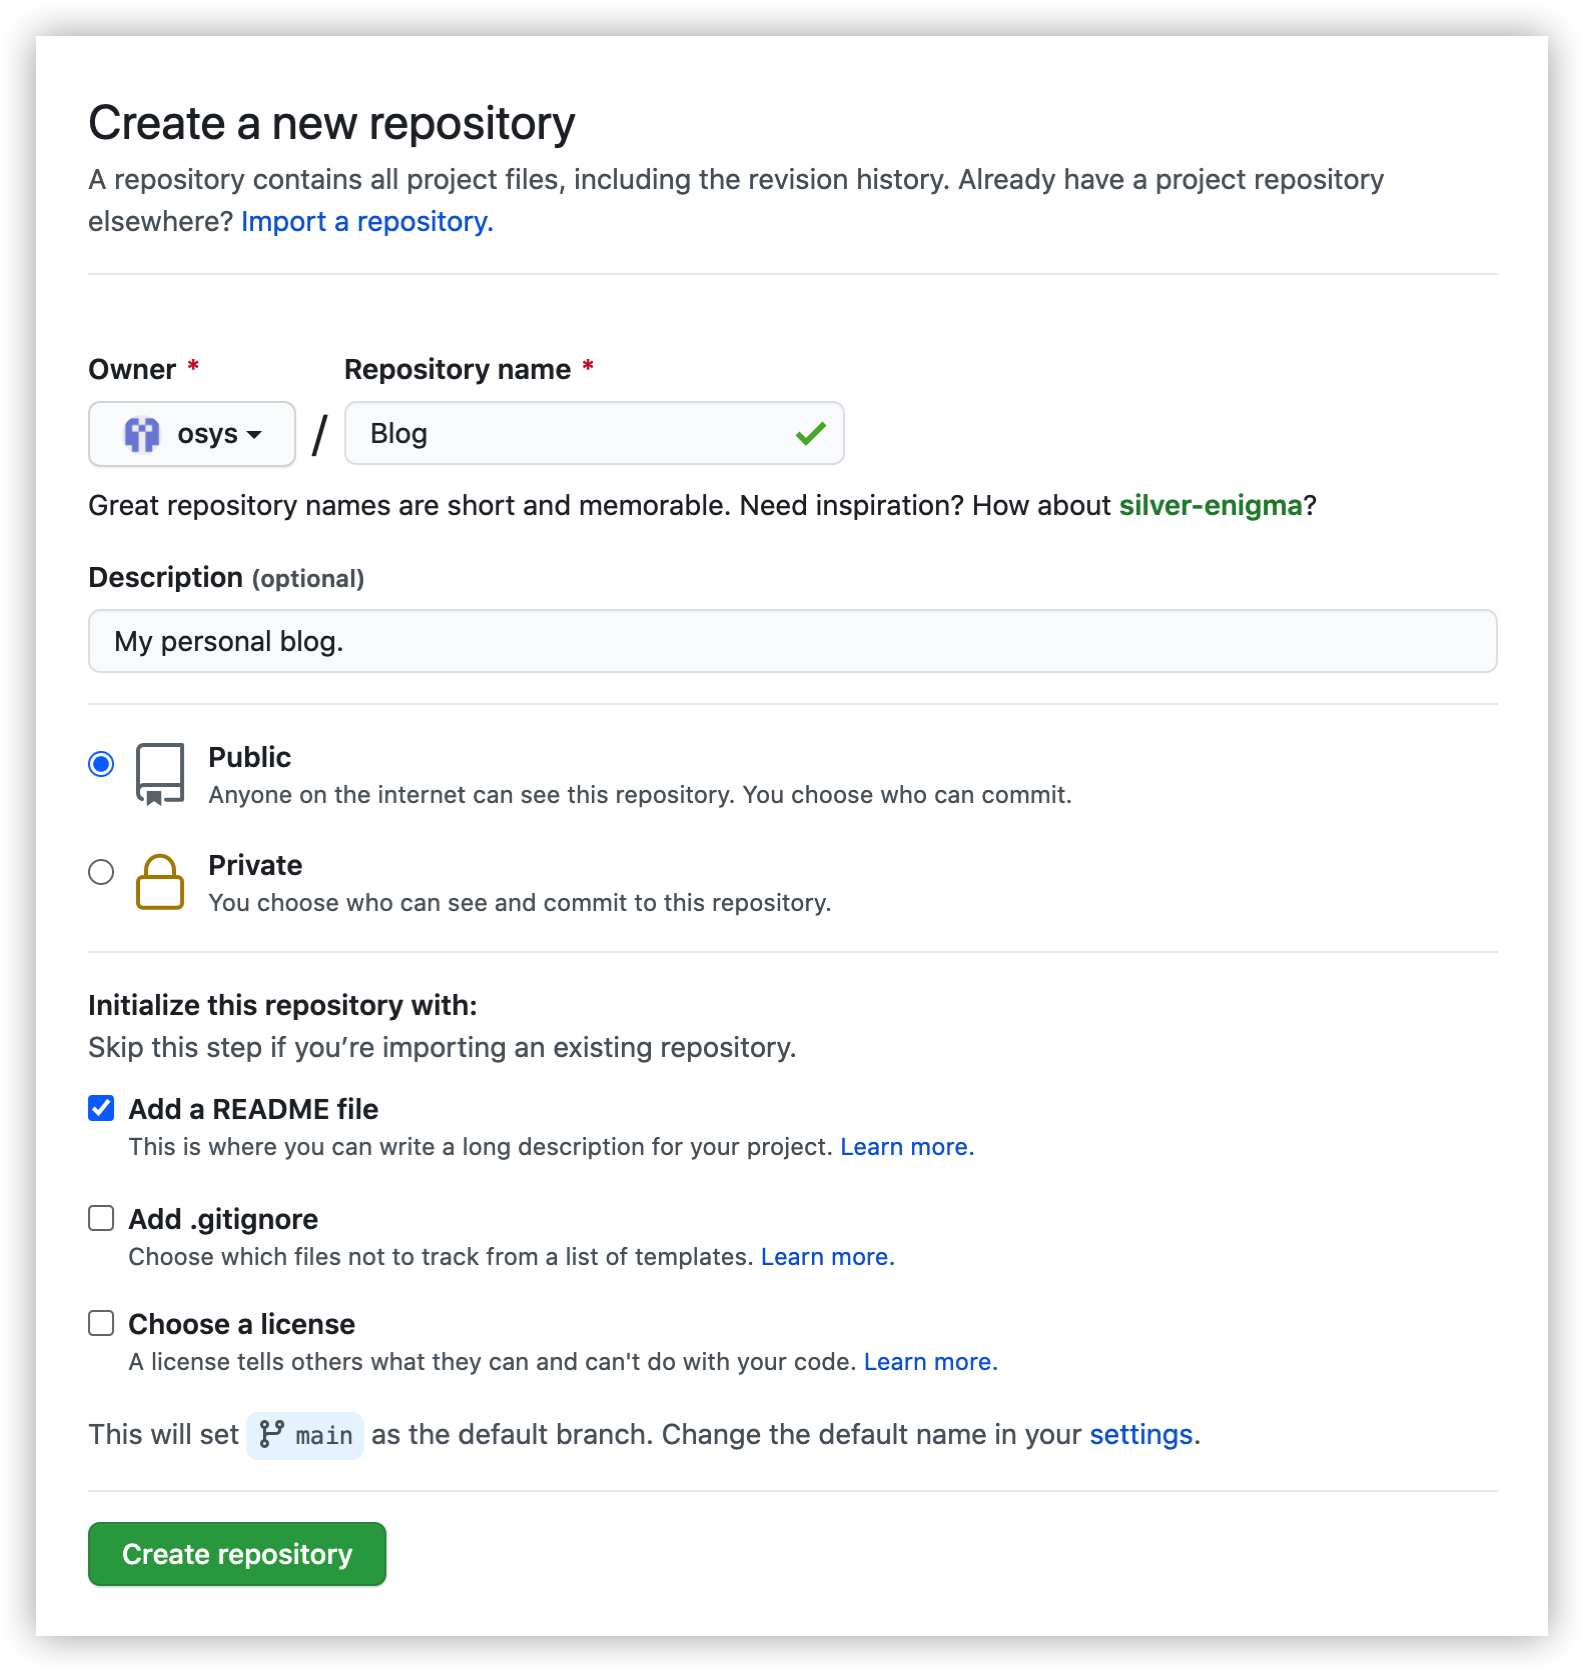 Create a new repository
A repository contains all project files, including the revision history. Already have a project repository
elsewhere? Import a repository.
Owner *
Repository name *
osys / Blog
Great repository names are short and memorable. Need inspiration? How about silver-enigma?
Description (optional)
My personal blog.
Public
Anyone on the internet can see this repository. You choose who can commit.
Private
You choose who can see and commit to this repository.
Initialize this repository with:
Skip this step if you’re importing an existing repository.
Add a README file
This is where you can write a long description for your project. Learn more.
Add .gitignore
Choose which files not to track from a list of templates. Learn more.
Choose a license
A license tells others what they can and can't do with your code. Learn more.
This will set main as the default branch. Change the default name in your settings.
Create repository